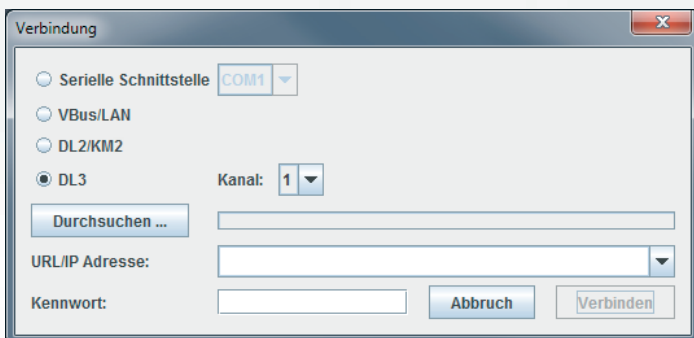 Verbindung
Serielle Schnittstelle COM1
VBus/LAN
DL2/KM2
DL3 Kanal: 1
Durchsuchen ...
URL/IP Adresse:
Kennwort: Abbruch Verbinden